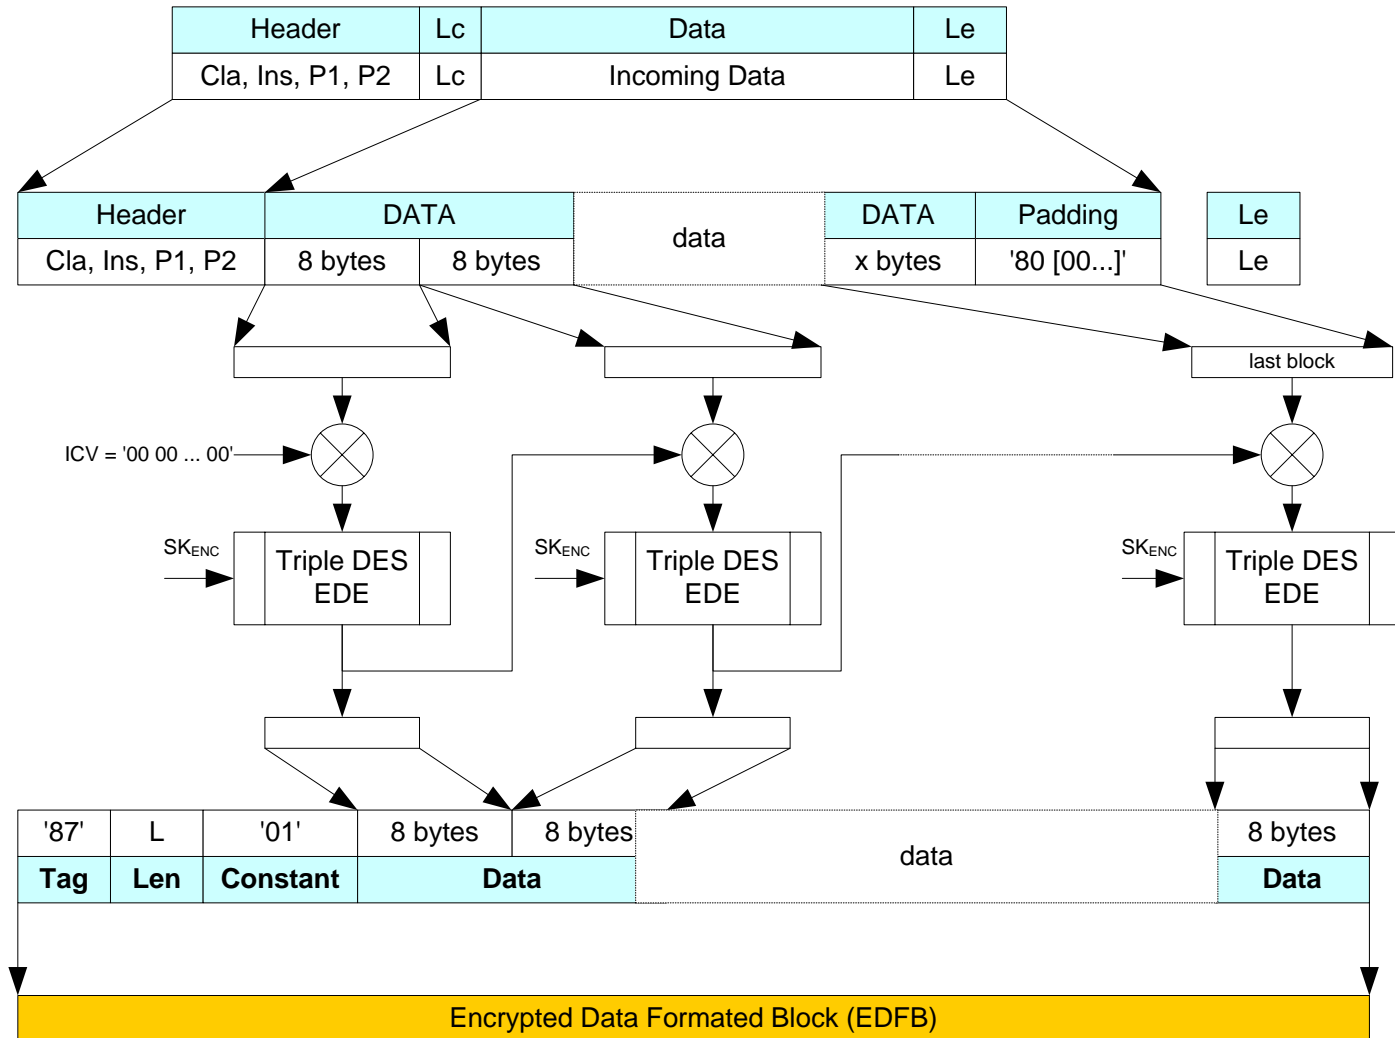 Header Lc Data Le
Cla, Ins, P1, P2 Lc Incoming Data Le
Header DATA data DATA Padding Le
Cla, Ins, P1, P2 8 bytes 8 bytes x bytes '80 [00...]' Le
last block
ICV = '00 00 ... 00'
SKENC Triple DES EDE SKENC Triple DES EDE SKENC Triple DES EDE
'87' L '01' 8 bytes 8 bytes data 8 bytes
Tag Len Constant Data Data
Encrypted Data Formated Block (EDFB)